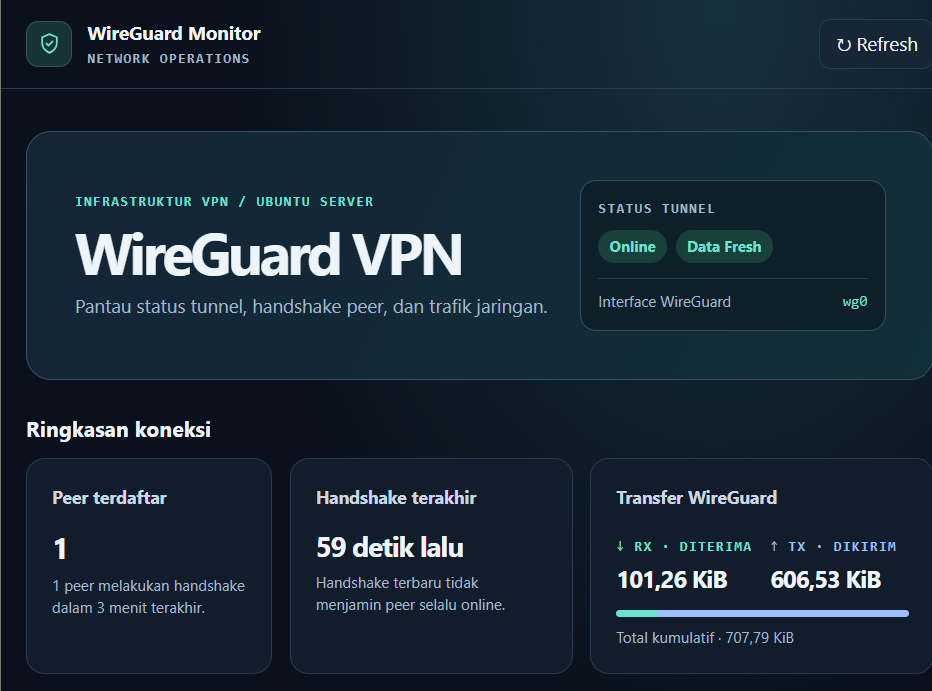 WireGuard Monitor
NETWORK OPERATIONS
↻ Refresh
INFRASTRUKTUR VPN / UBUNTU SERVER
WireGuard VPN
Pantau status tunnel, handshake peer, dan trafik jaringan.
STATUS TUNNEL
Online Data Fresh
Interface WireGuard wg0
Ringkasan koneksi
Peer terdaftar
1
1 peer melakukan handshake
dalam 3 menit terakhir.
Handshake terakhir
59 detik lalu
Handshake terbaru tidak
menjamin peer selalu online.
Transfer WireGuard
↓ RX · DITERIMA ↑ TX · DIKIRIM
101,26 KiB 606,53 KiB
Total kumulatif · 707,79 KiB